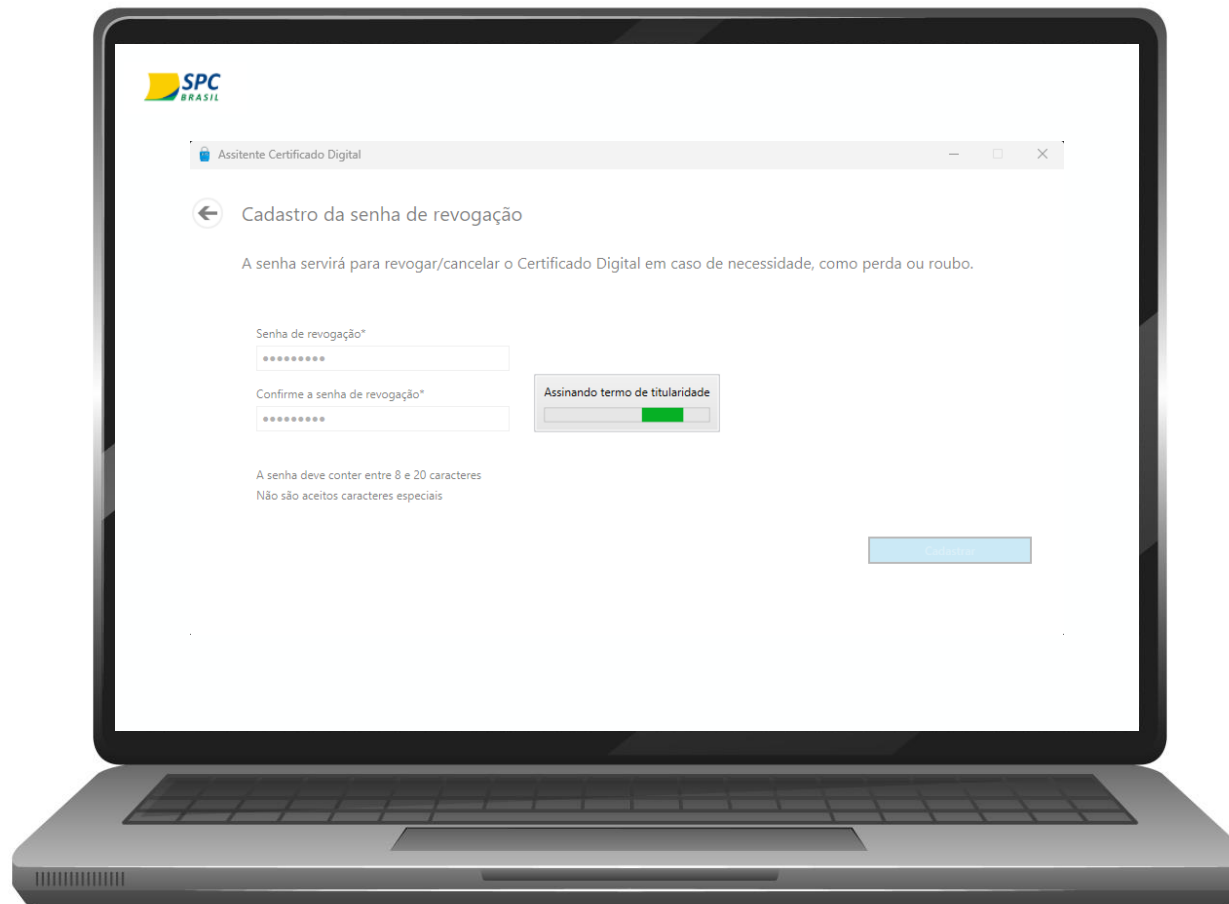 SPC
BRASIL
Assitente Certificado Digital
Cadastro da senha de revogação
A senha servirá para revogar/cancelar o Certificado Digital em caso de necessidade, como perda ou roubo.
Senha de revogação*
Confirme a senha de revogação*
Assinando termo de titularidade
A senha deve conter entre 8 e 20 caracteres
Não são aceitos caracteres especiais
Cadastrar